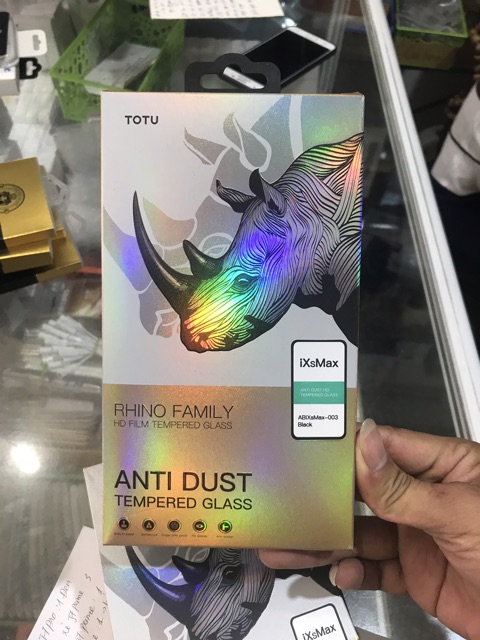 TOTU
iXsMax
ANTI DUST HD
TEMPERED GLASS
ABIXsMax-003
Black
RHINO FAMILY
HD FILM TEMPERED GLASS
ANTI DUST
TEMPERED GLASS
iXsMax